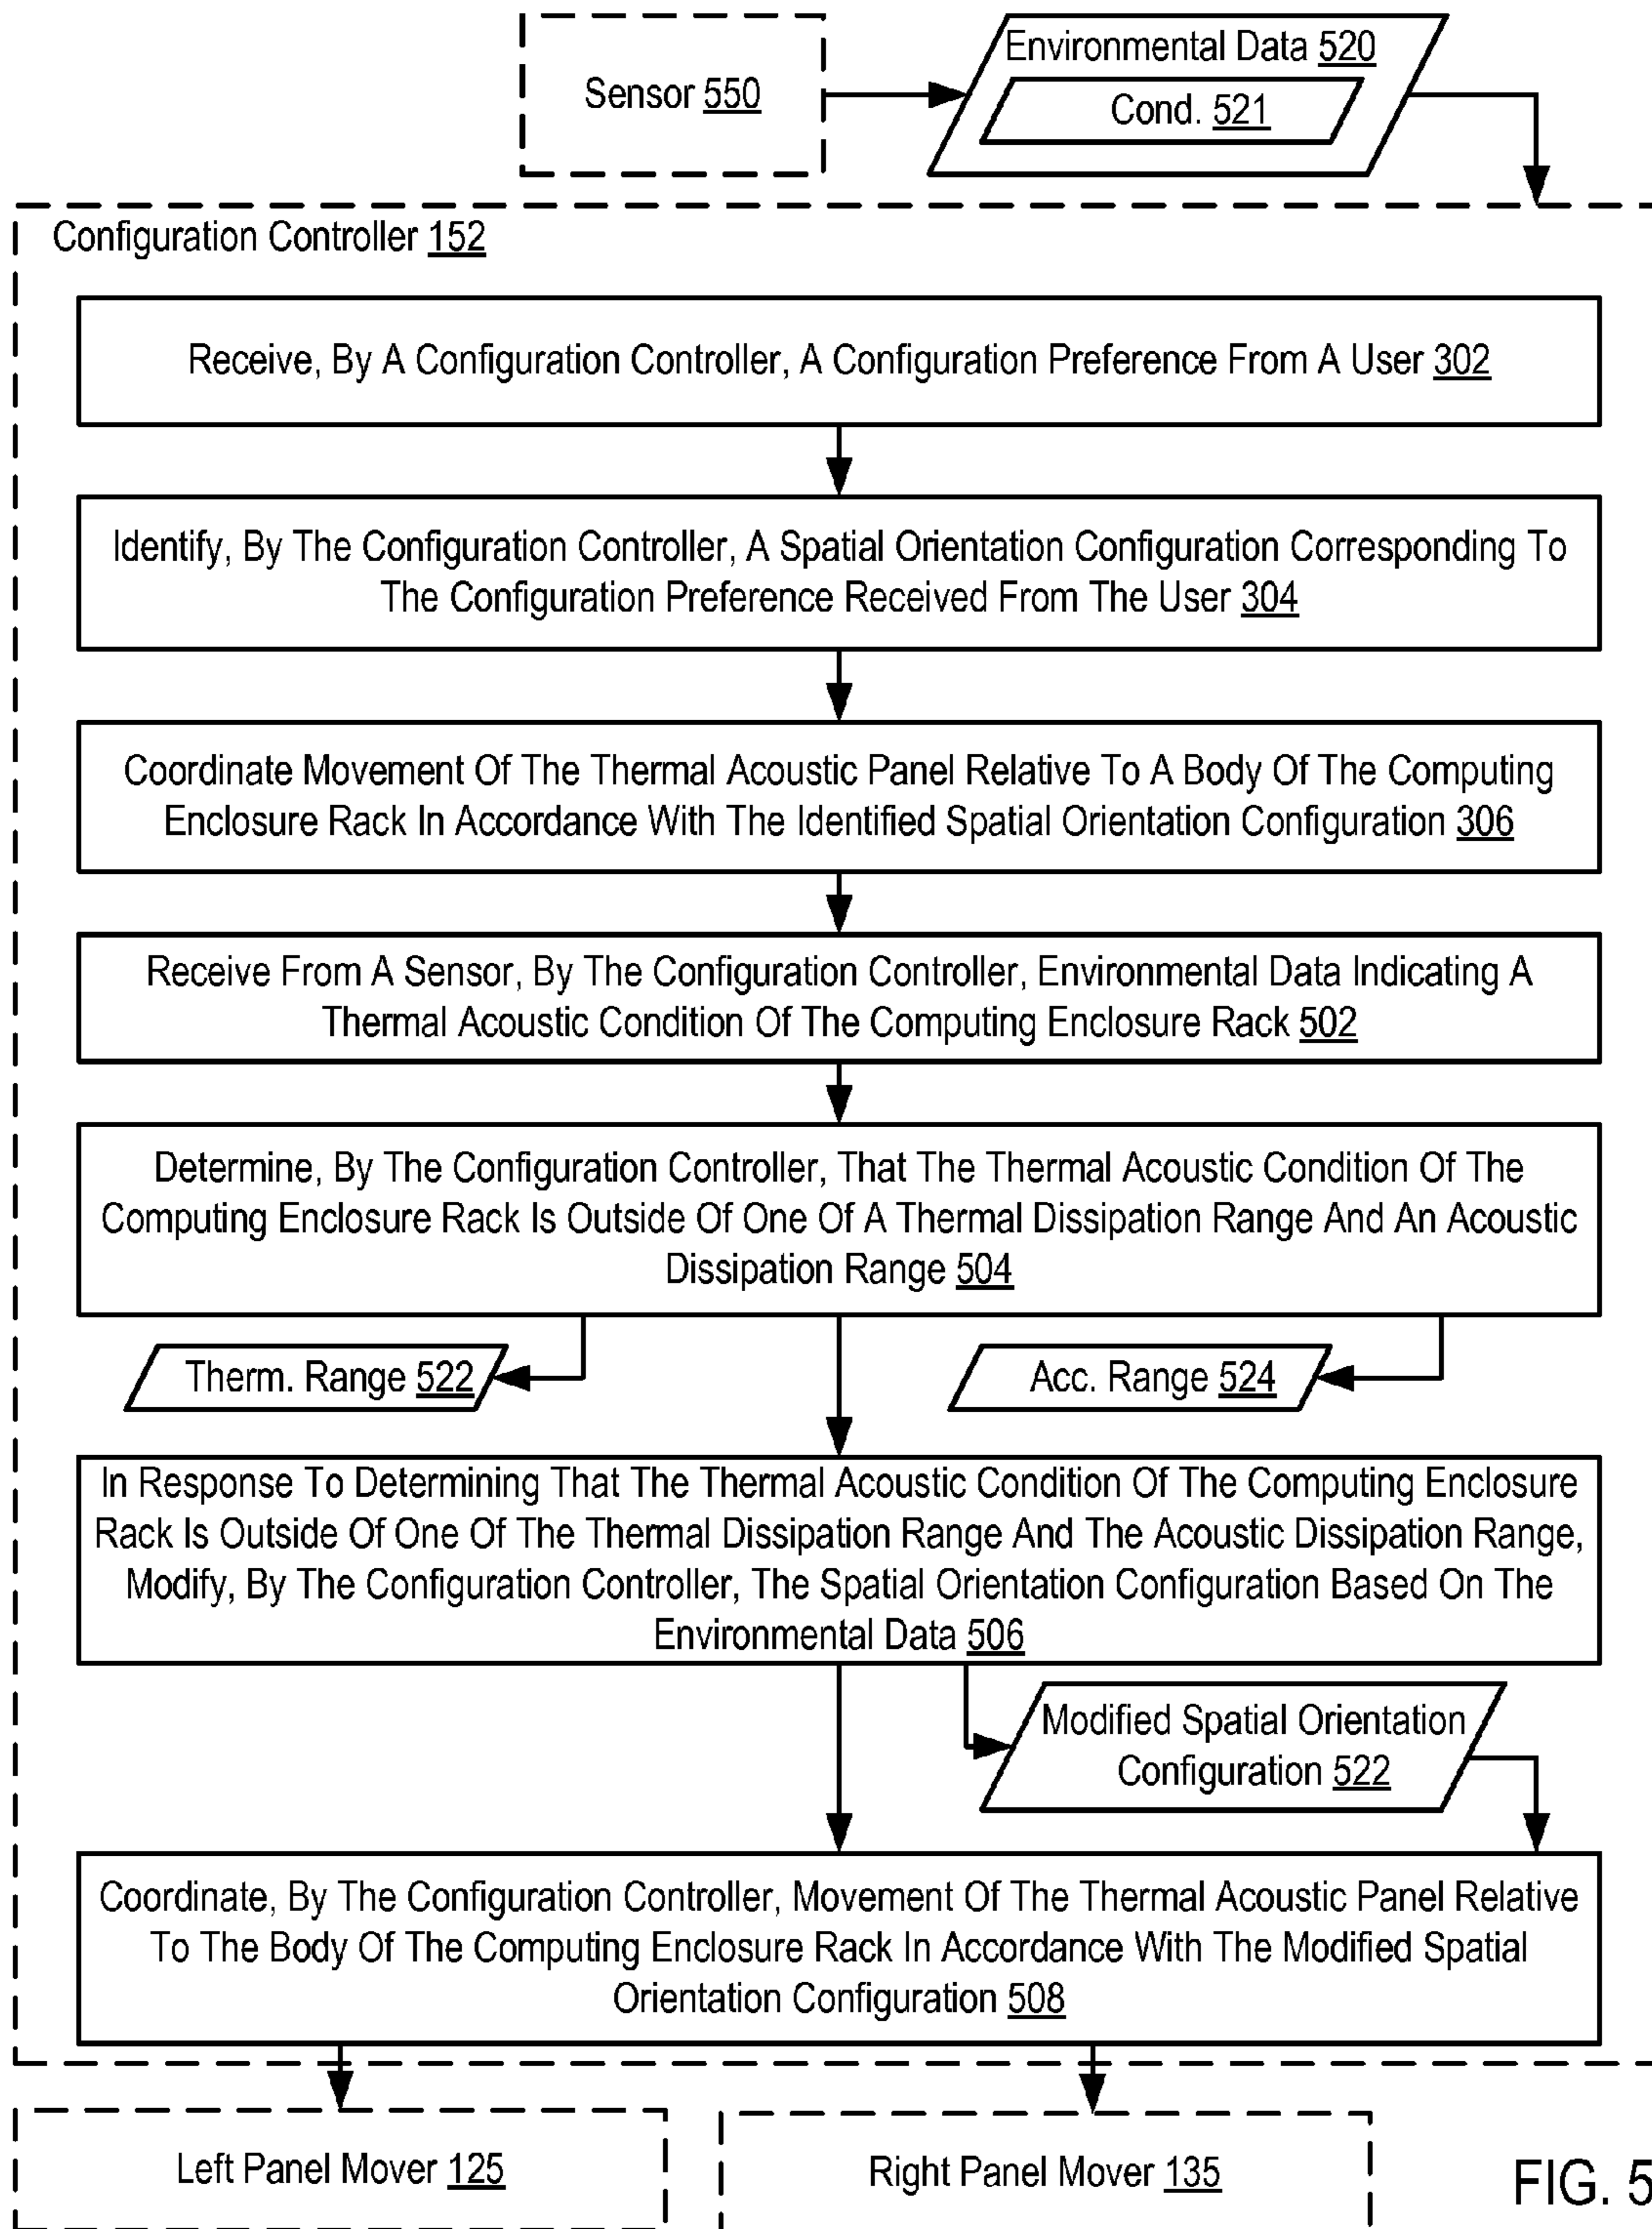 Sensor 550
Environmental Data 520
Cond. 521
Configuration Controller 152
Receive, By A Configuration Controller, A Configuration Preference From A User 302
Identify, By The Configuration Controller, A Spatial Orientation Configuration Corresponding To
The Configuration Preference Received From The User 304
Coordinate Movement Of The Thermal Acoustic Panel Relative To A Body Of The Computing
Enclosure Rack In Accordance With The Identified Spatial Orientation Configuration 306
Receive From A Sensor, By The Configuration Controller, Environmental Data Indicating A
Thermal Acoustic Condition Of The Computing Enclosure Rack 502
Determine, By The Configuration Controller, That The Thermal Acoustic Condition Of The
Computing Enclosure Rack Is Outside Of One Of A Thermal Dissipation Range And An Acoustic
Dissipation Range 504
Therm. Range 522
Acc. Range 524
In Response To Determining That The Thermal Acoustic Condition Of The Computing Enclosure
Rack Is Outside Of One Of The Thermal Dissipation Range And The Acoustic Dissipation Range,
Modify, By The Configuration Controller, The Spatial Orientation Configuration Based On The
Environmental Data 506
Modified Spatial Orientation
Configuration 522
Coordinate, By The Configuration Controller, Movement Of The Thermal Acoustic Panel Relative
To The Body Of The Computing Enclosure Rack In Accordance With The Modified Spatial
Orientation Configuration 508
Left Panel Mover 125
Right Panel Mover 135
FIG. 5